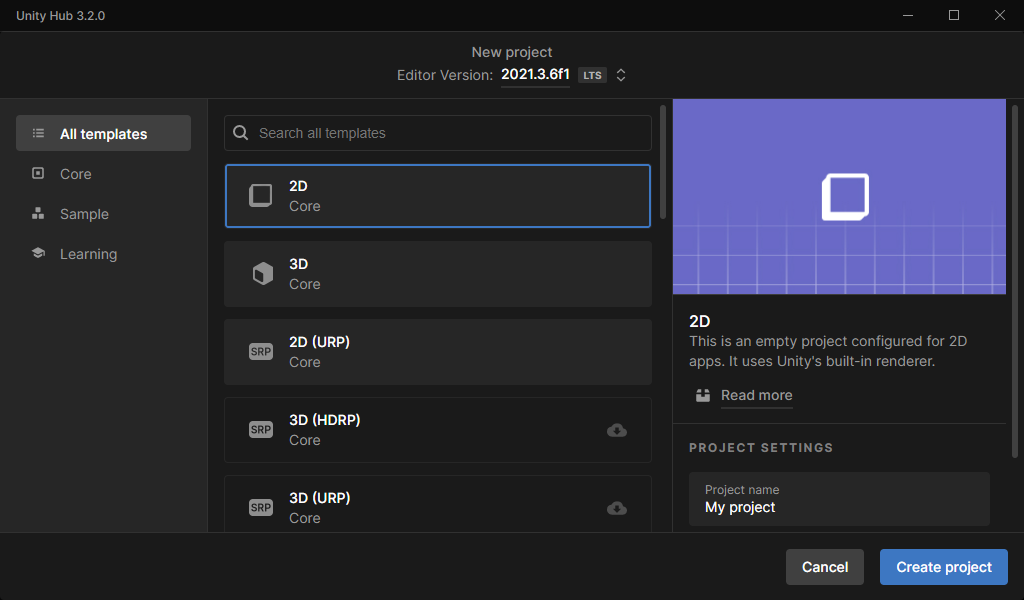 Unity Hub 3.2.0
New project
Editor Version: 2021.3.6f1 LTS
All templates
Core
Sample
Learning
Search all templates
2D
Core
3D
Core
SRP
2D (URP)
Core
SRP
3D (HDRP)
Core
SRP
3D (URP)
Core
2D
This is an empty project configured for 2D
apps. It uses Unity's built-in renderer.
Read more
PROJECT SETTINGS
Project name
My project
Cancel
Create project